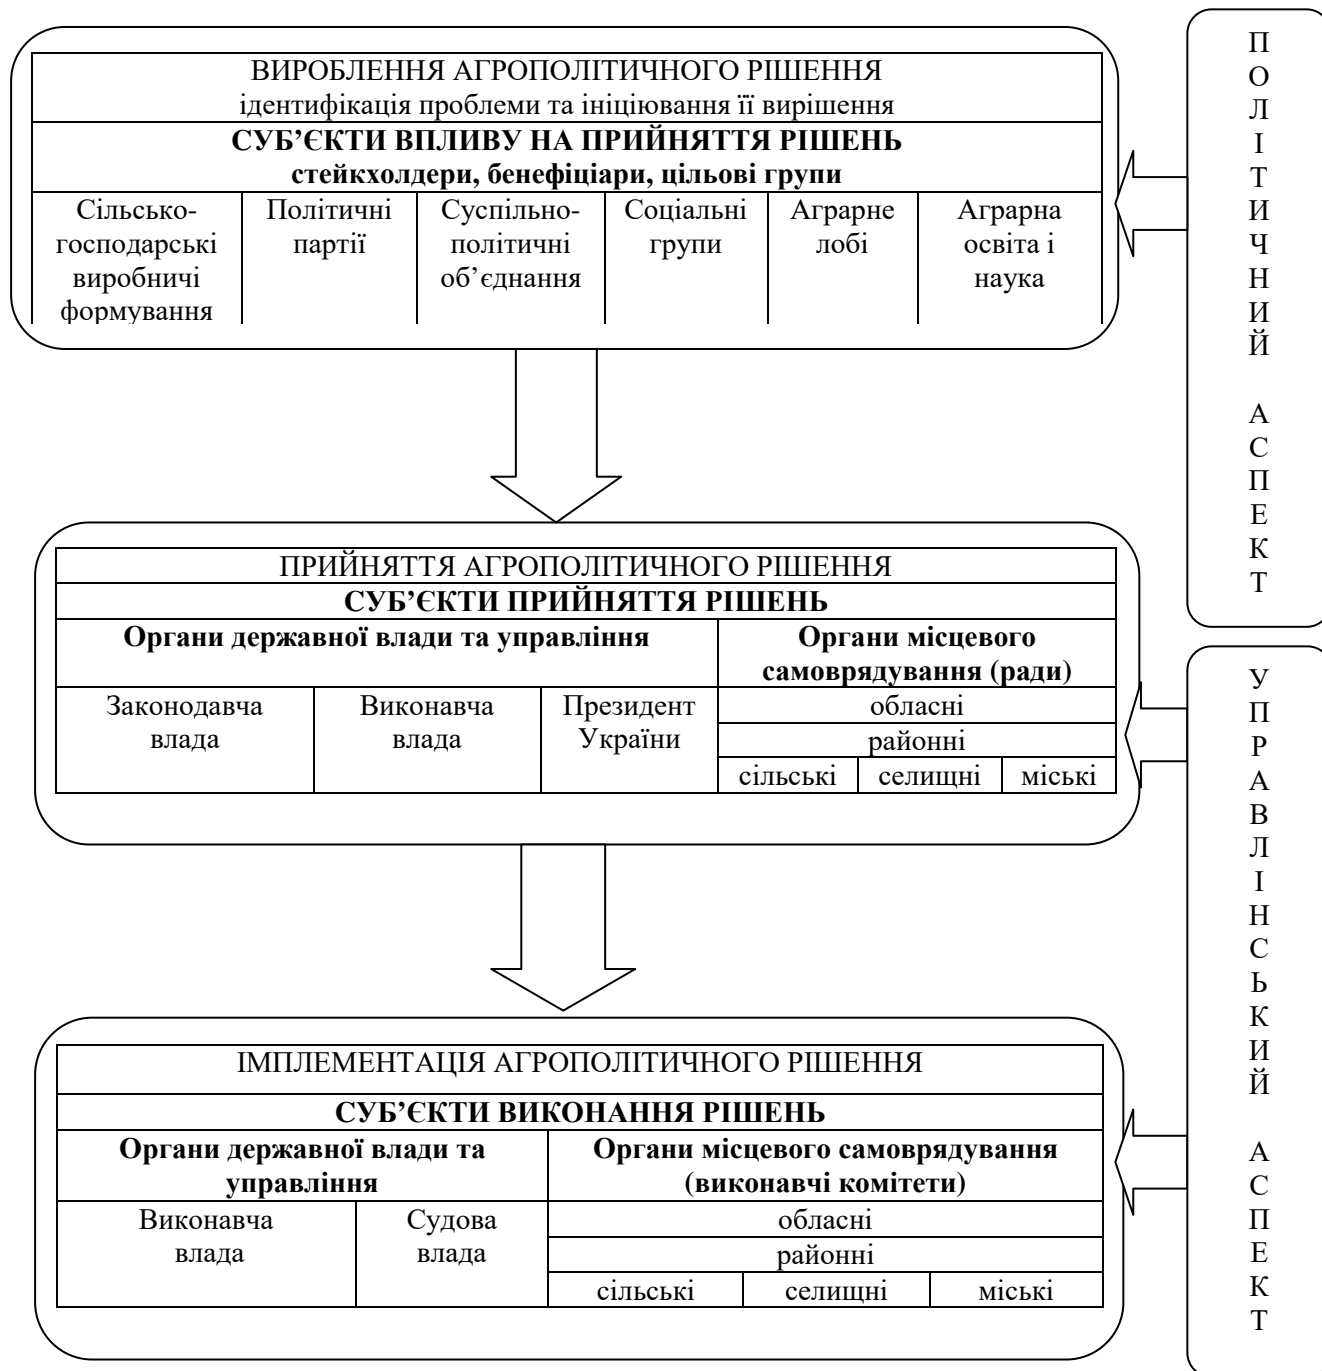 ВИРОБЛЕННЯ АГРОПОЛІТИЧНОГО РІШЕННЯ
ідентифікація проблеми та ініціювання її вирішення
СУБ’ЄКТИ ВПЛИВУ НА ПРИЙНЯТТЯ РІШЕНЬ
стейкхолдери, бенефіціари, цільові групи
Сільсько-
господарські
виробничі
формування
Політичні
партії
Суспільно-
політичні
об’єднання
Соціальні
групи
Аграрне
лобі
Аграрна
освіта і
наука
ПРИЙНЯТТЯ АГРОПОЛІТИЧНОГО РІШЕННЯ
СУБ’ЄКТИ ПРИЙНЯТТЯ РІШЕНЬ
Органи державної влади та управління
Органи місцевого
самоврядування (ради)
Законодавча
влада
Виконавча
влада
Президент
України
обласні
районні
сільські
селищні
міські
ІМПЛЕМЕНТАЦІЯ АГРОПОЛІТИЧНОГО РІШЕННЯ
СУБ’ЄКТИ ВИКОНАННЯ РІШЕНЬ
Органи державної влади та
управління
Органи місцевого самоврядування
(виконавчі комітети)
Виконавча
влада
Судова
влада
обласні
районні
сільські
селищні
міські
ПОЛІТИЧНИЙ АСПЕКТ
УПРАВЛІНСЬКИЙ АСПЕКТ